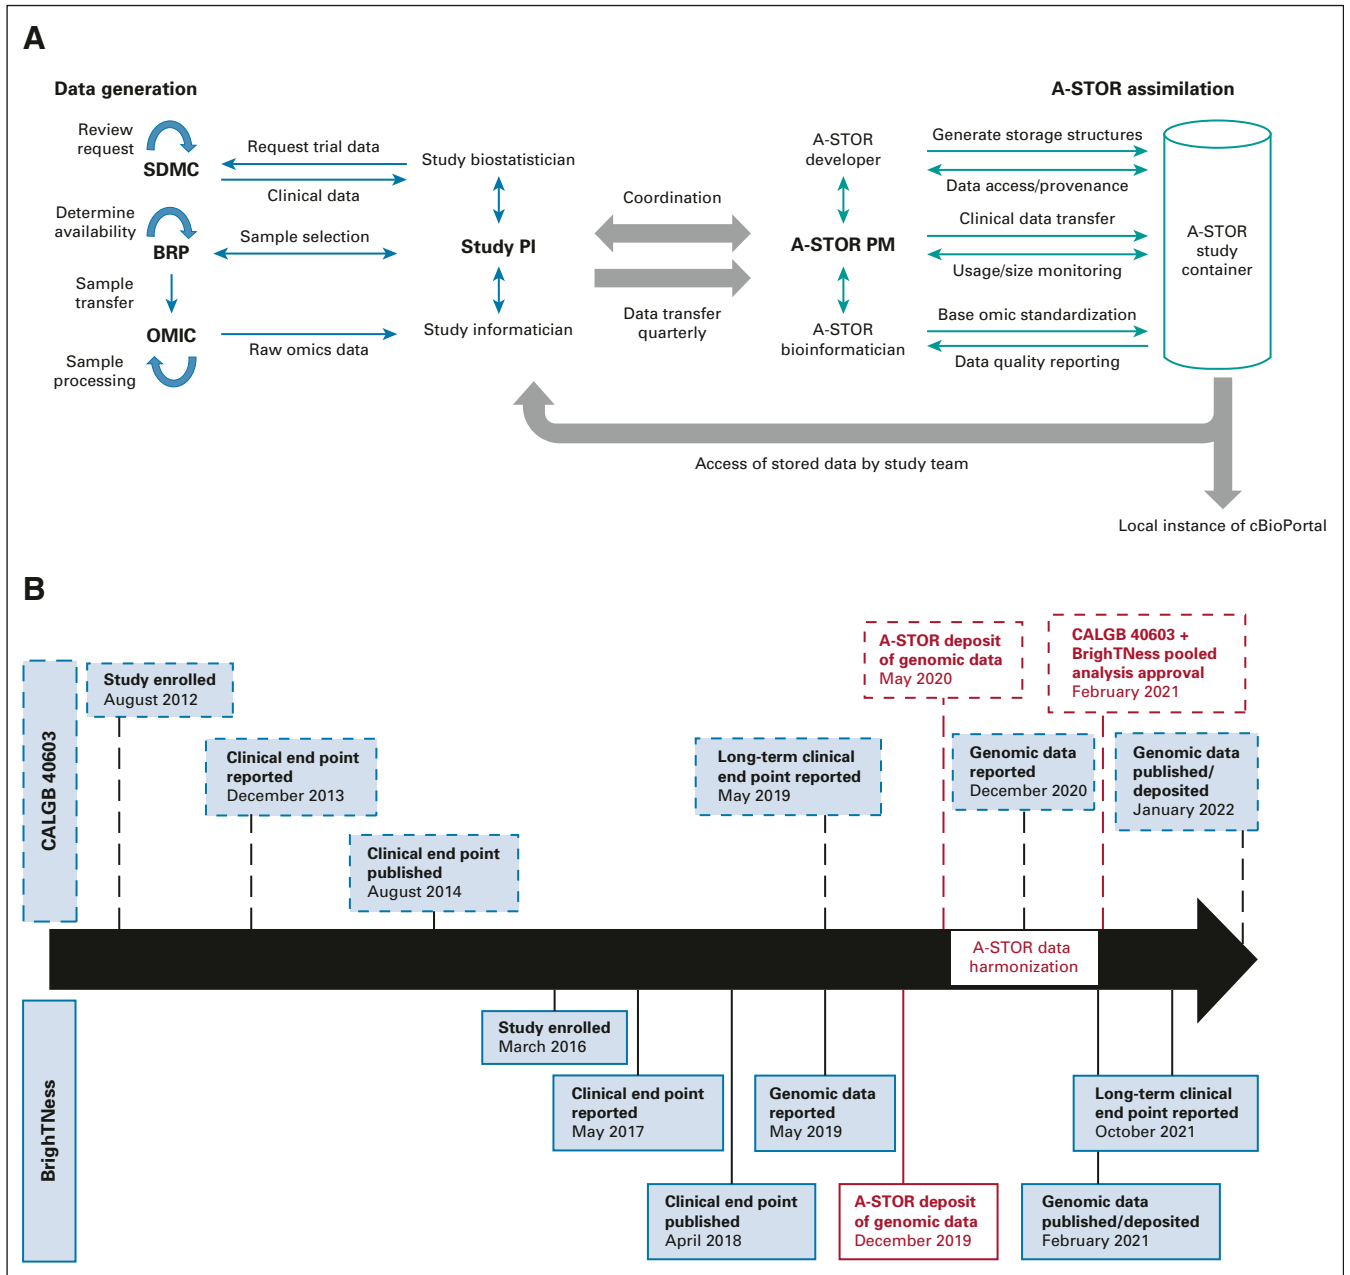 A
Data generation
A-STOR assimilation
Review
request
SDMC
Request trial data
Clinical data
Study biostatistician
Determine
availability
BRP
Sample selection
Study PI
Sample
transfer
OMIC
Raw omics data
Study informatician
Sample
processing
Coordination
Data transfer
quarterly
A-STOR
developer
A-STOR PM
A-STOR
bioinformatician
Generate storage structures
Data access/provenance
Clinical data transfer
Usage/size monitoring
Base omic standardization
Data quality reporting
A-STOR
study
container
Access of stored data by study team
Local instance of cBioPortal
B
CALGB 40603
Study enrolled
August 2012
Clinical end point
reported
December 2013
Clinical end point
published
August 2014
Long-term clinical
end point reported
May 2019
A-STOR deposit
of genomic data
May 2020
Genomic data
reported
December 2020
CALGB 40603 +
BrighTNess pooled
analysis approval
February 2021
Genomic data
published/
deposited
January 2022
A-STOR data
harmonization
BrighTNess
Study enrolled
March 2016
Clinical end point
reported
May 2017
Clinical end point
published
April 2018
Genomic data
reported
May 2019
A-STOR deposit
of genomic data
December 2019
Long-term clinical
end point reported
October 2021
Genomic data
published/deposited
February 2021